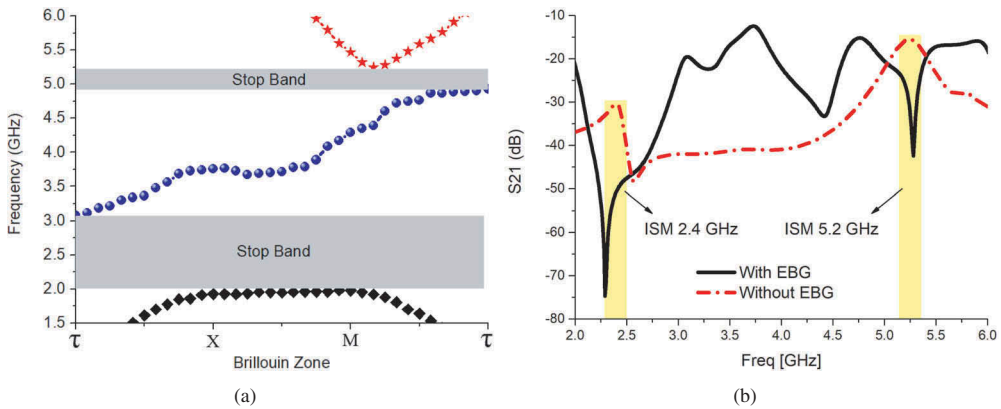 6.0
5.5
5.0
4.5
4.0
3.5
3.0
2.5
2.0
1.5
Frequency (GHz)
Stop Band
Stop Band
τ
X
M
τ
Brillouin Zone
(a)
-10
-20
-30
-40
-50
-60
-70
-80
S21 (dB)
ISM 2.4 GHz
ISM 5.2 GHz
With EBG
Without EBG
2.0
2.5
3.0
3.5
4.0
4.5
5.0
5.5
6.0
Freq [GHz]
(b)